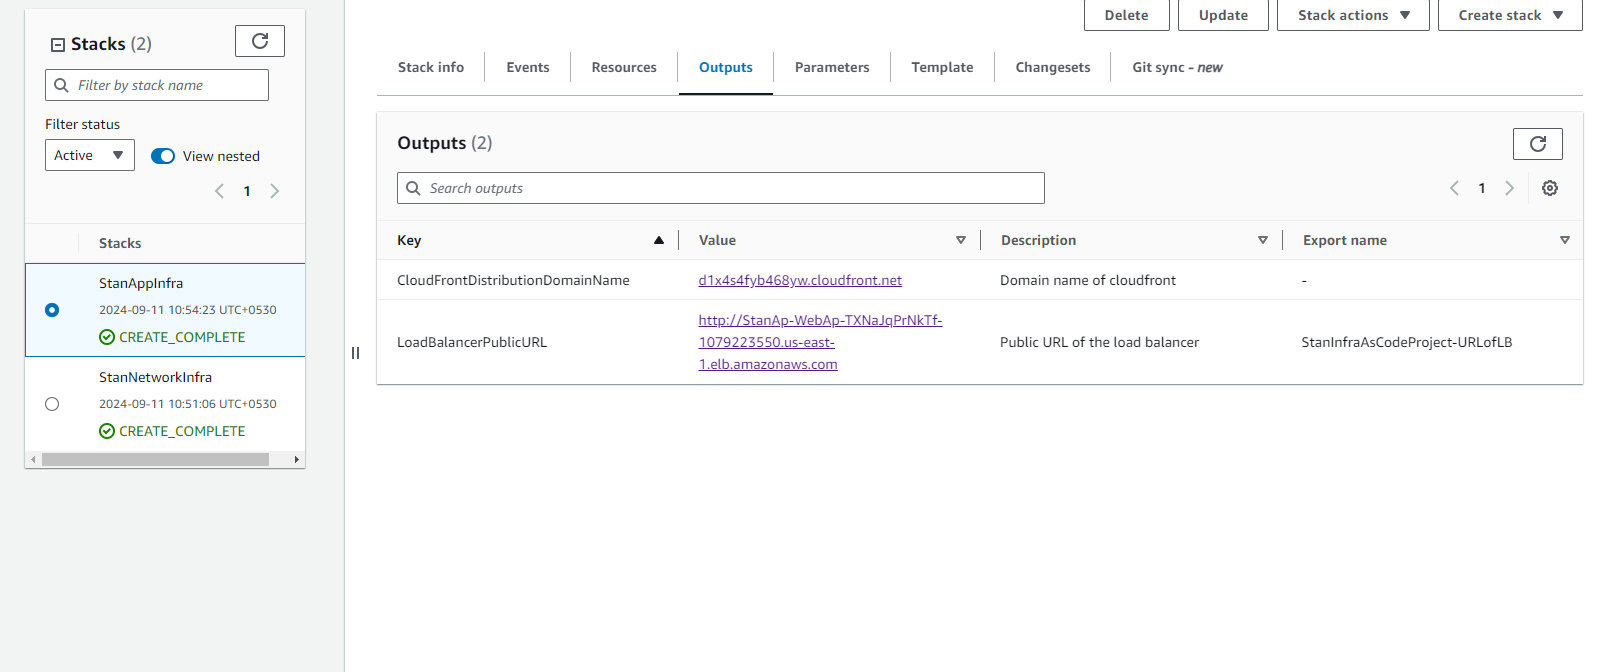 Stacks (2)
Filter by stack name
Filter status
Active
View nested
1
Stacks
StanAppInfra
2024-09-11 10:54:23 UTC+0530
CREATE_COMPLETE
StanNetworkInfra
2024-09-11 10:51:06 UTC+0530
CREATE_COMPLETE
Delete Update Stack actions Create stack
Stack info Events Resources Outputs Parameters Template Changesets Git sync - new
Outputs (2)
Search outputs
1
Key Value Description Export name
CloudFrontDistributionDomainName d1x4s4fyb468yw.cloudfront.net Domain name of cloudfront -
http://StanAp-WebAp-TXNaJqPrNkTf-
LoadBalancerPublicURL 1079223550.us-east- Public URL of the load balancer StanInfraAsCodeProject-URLofLB
1.elb.amazonaws.com